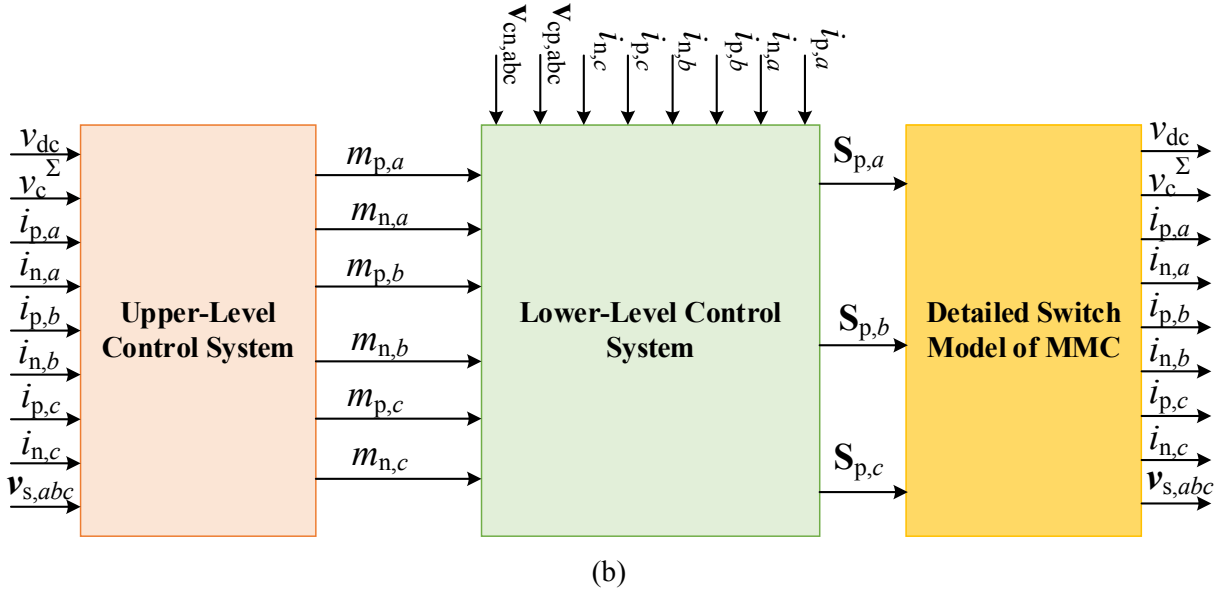 v_cn,abc
v_cp,abc
i_n,c
i_p,c
i_n,b
i_p,b
i_n,a
i_p,a
v_dc
v_c^Σ
i_p,a
i_n,a
i_p,b
i_n,b
i_p,c
i_n,c
v_s,abc
Upper-Level
Control System
m_p,a
m_n,a
m_p,b
m_n,b
m_p,c
m_n,c
Lower-Level Control
System
S_p,a
S_p,b
S_p,c
Detailed Switch
Model of MMC
v_dc
v_c^Σ
i_p,a
i_n,a
i_p,b
i_n,b
i_p,c
i_n,c
v_s,abc
(b)